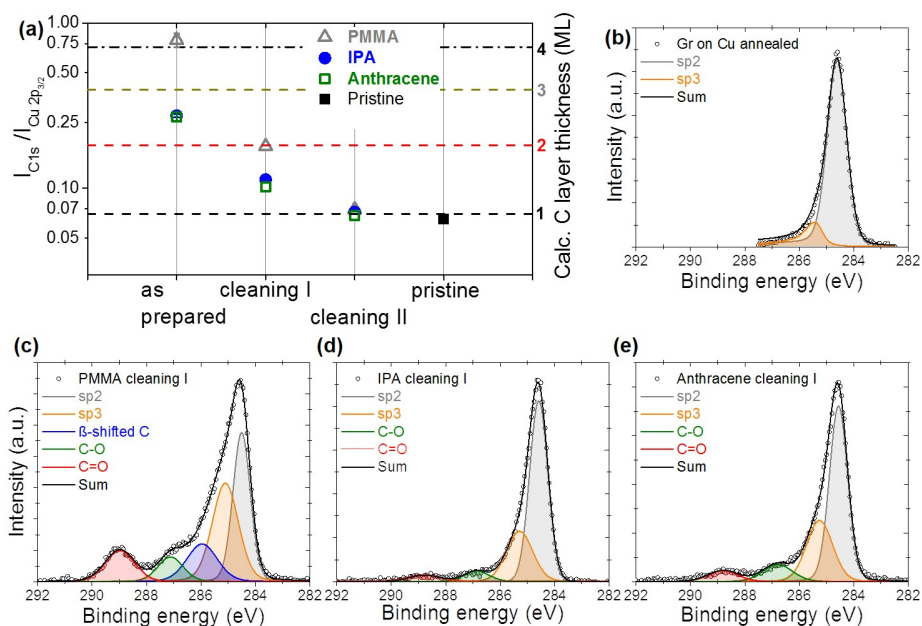 (a)
1.00
0.75
0.50
0.25
0.10
0.07
0.05
I C1s / I Cu 2p3/2
PMMA
IPA
Anthracene
Pristine
4
3
2
1
Calc. C layer thickness (ML)
as prepared
cleaning I
cleaning II
pristine
(b)
Gr on Cu annealed
sp2
sp3
Sum
Intensity (a.u.)
292 290 288 286 284 282
Binding energy (eV)
(c)
PMMA cleaning I
sp2
sp3
ß-shifted C
C-O
C=O
Sum
Intensity (a.u.)
292 290 288 286 284 282
Binding energy (eV)
(d)
IPA cleaning I
sp2
sp3
C-O
C=O
Sum
292 290 288 286 284 282
Binding energy (eV)
(e)
Anthracene cleaning I
sp2
sp3
C-O
C=O
Sum
292 290 288 286 284 282
Binding energy (eV)